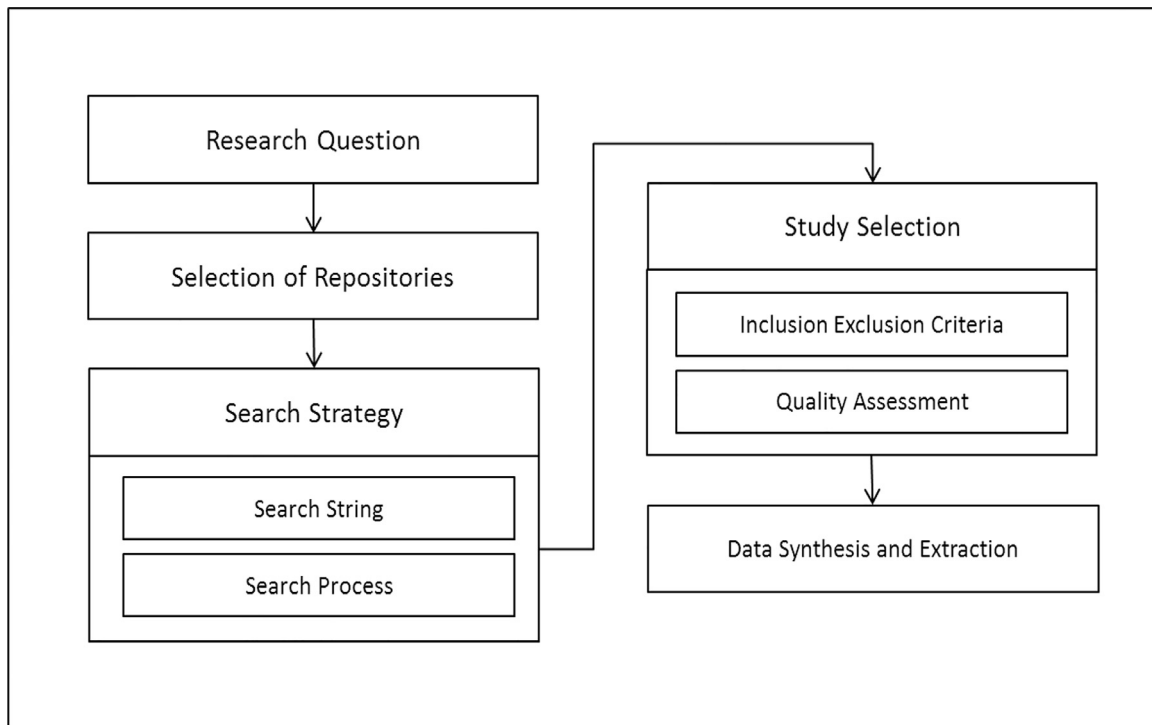 Research Question
Selection of Repositories
Search Strategy
Search String
Search Process
Study Selection
Inclusion Exclusion Criteria
Quality Assessment
Data Synthesis and Extraction